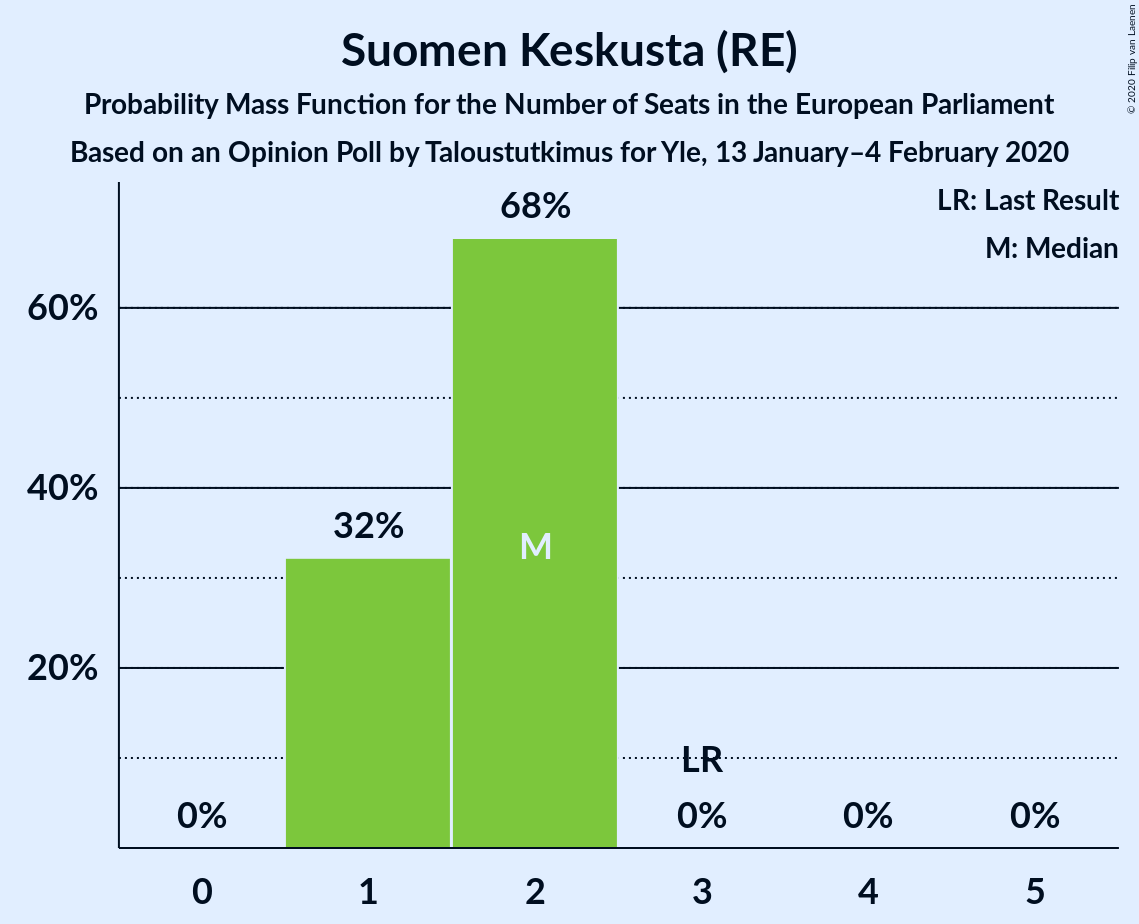 Suomen Keskusta (RE)
Probability Mass Function for the Number of Seats in the European Parliament
Based on an Opinion Poll by Taloustutkimus for Yle, 13 January–4 February 2020
© 2020 Filip van Laenen
LR: Last Result
M: Median
68%
60%
40%
32%
M
20%
LR
0% 0% 0% 0%
0 1 2 3 4 5